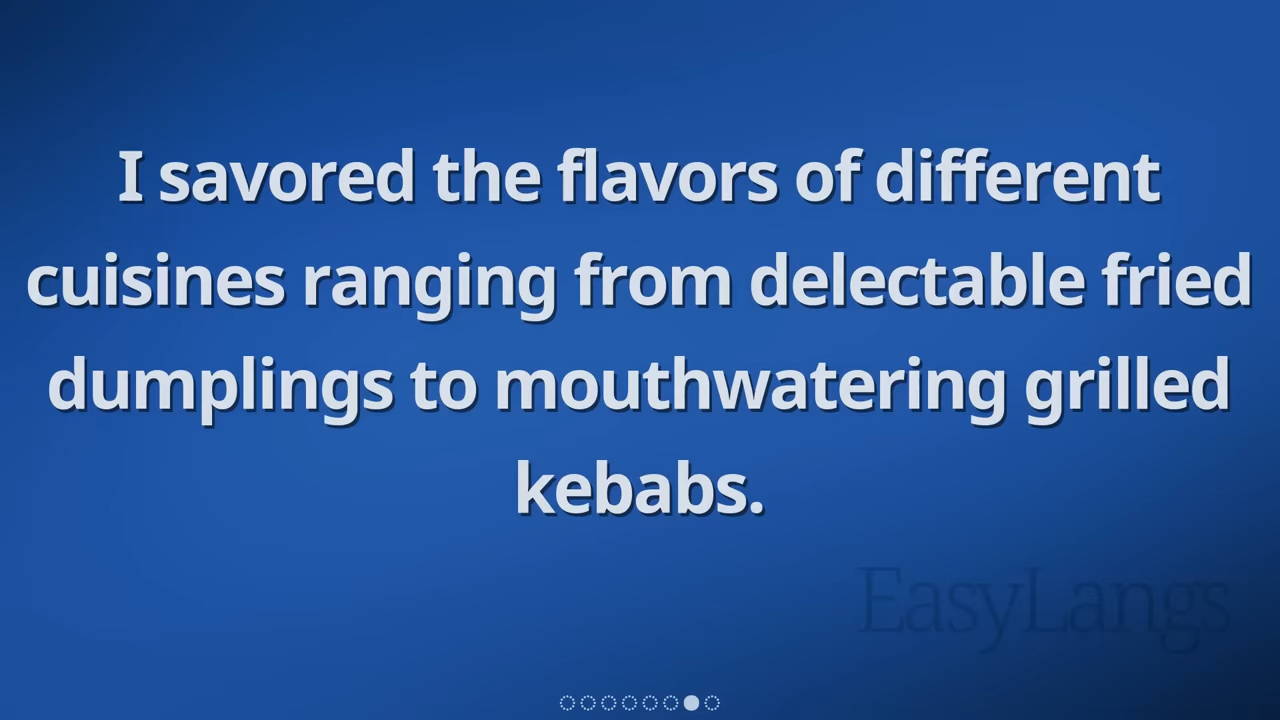 I savored the flavors of different
cuisines ranging from delectable fried
dumplings to mouthwatering grilled
kebabs.
EasyLangs